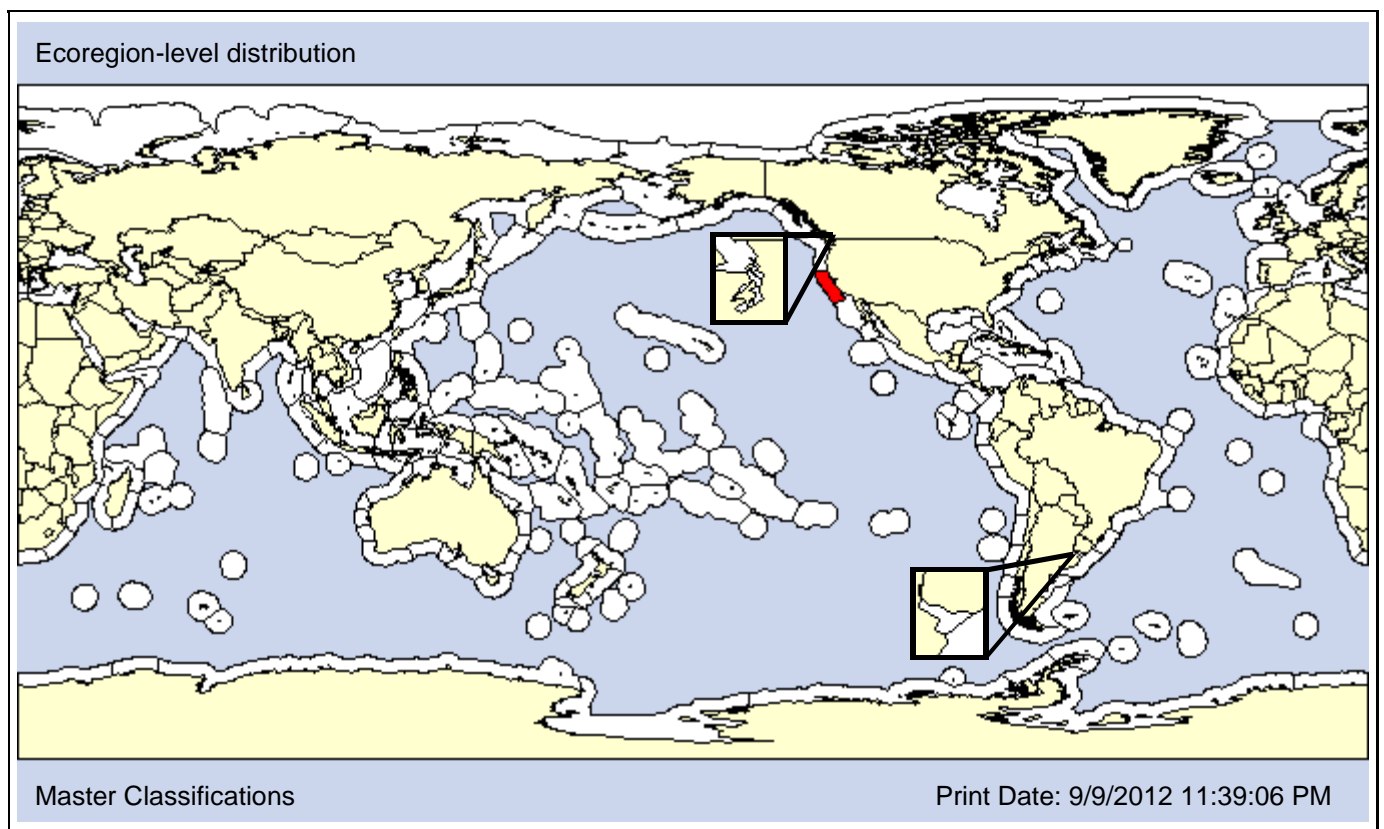 Ecoregion-level distribution
Master Classifications
Print Date: 9/9/2012 11:39:06 PM